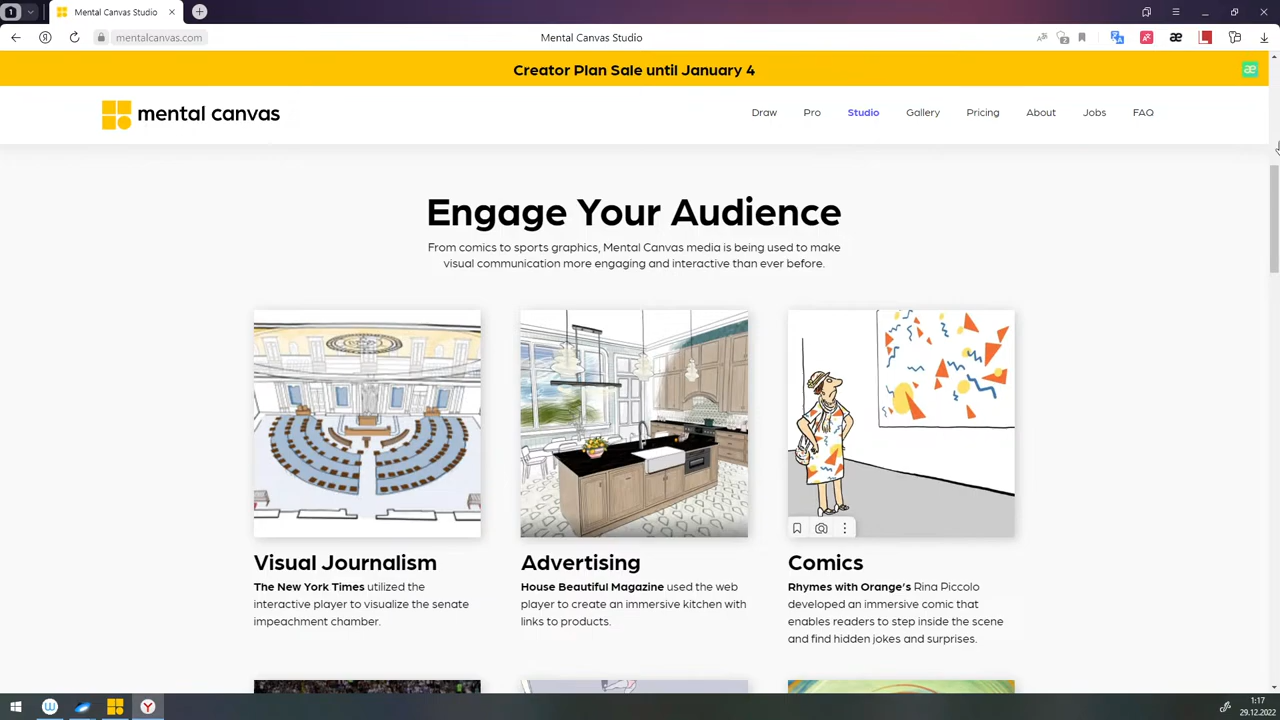 1
Mental Canvas Studio
mentalcanvas.com
Mental Canvas Studio
Creator Plan Sale until January 4
mental canvas
Draw
Pro
Studio
Gallery
Pricing
About
Jobs
FAQ
Engage Your Audience
From comics to sports graphics, Mental Canvas media is being used to make
visual communication more engaging and interactive than ever before.
Visual Journalism
The New York Times utilized the
interactive player to visualize the senate
impeachment chamber.
Advertising
House Beautiful Magazine used the web
player to create an immersive kitchen with
links to products.
Comics
Rhymes with Orange's Rina Piccolo
developed an immersive comic that
enables readers to step inside the scene
and find hidden jokes and surprises.
1:17
29.12.2022